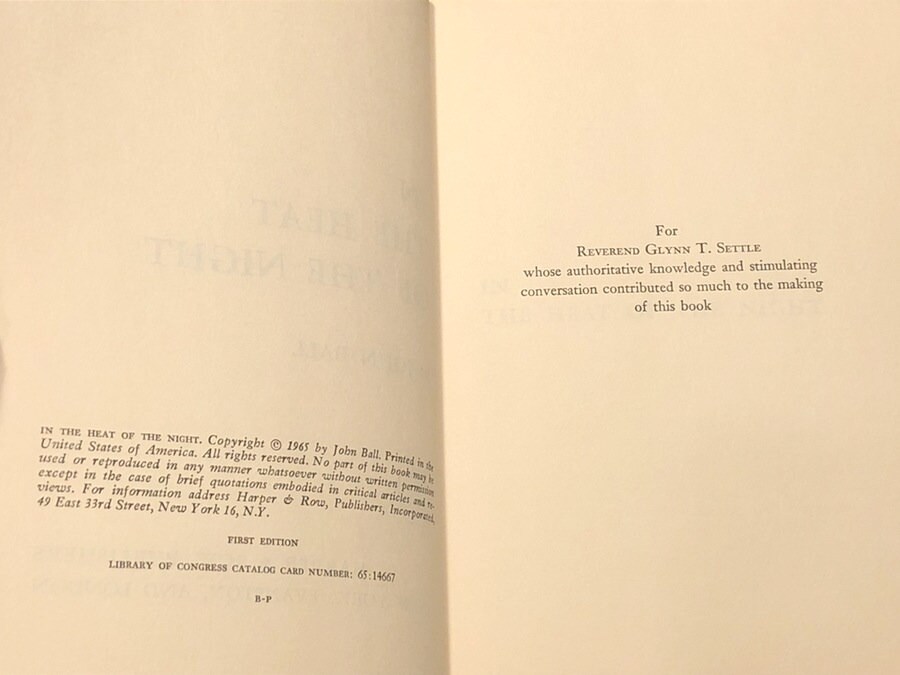 IN THE HEAT OF THE NIGHT. Copyright © 1965 by John Ball. Printed in the
United States of America. All rights reserved. No part of this book may be
used or reproduced in any manner whatsoever without written permission
except in the case of brief quotations embodied in critical articles and re-
views. For information address Harper & Row, Publishers, Incorporated,
49 East 33rd Street, New York 16, N.Y.
FIRST EDITION
LIBRARY OF CONGRESS CATALOG CARD NUMBER: 65:14667
B-P
For
REVEREND GLYNN T. SETTLE
whose authoritative knowledge and stimulating
conversation contributed so much to the making
of this book